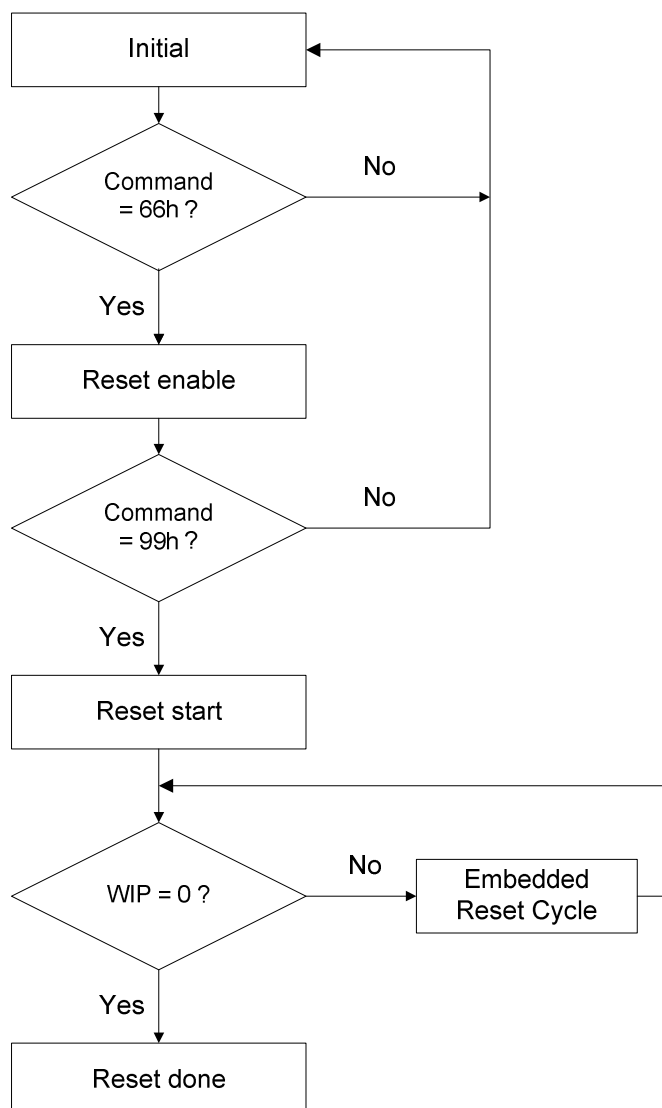 Initial
Command
= 66h ?
No
Yes
Reset enable
Command
= 99h ?
No
Yes
Reset start
WIP = 0 ?
No
Embedded
Reset Cycle
Yes
Reset done